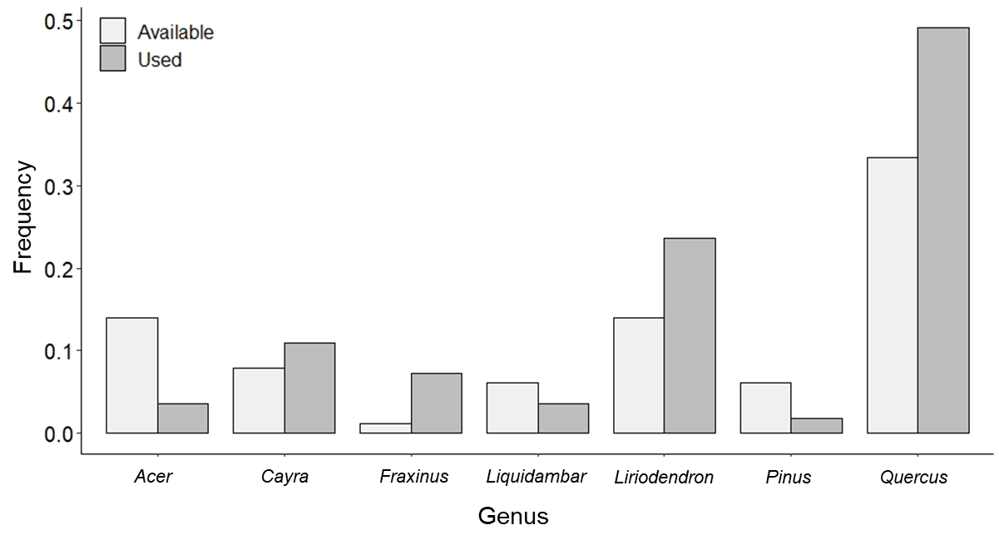 0.5
0.4
0.3
0.2
0.1
0.0
Frequency
Available
Used
Acer Cayra Fraxinus Liquidambar Liriodendron Pinus Quercus
Genus